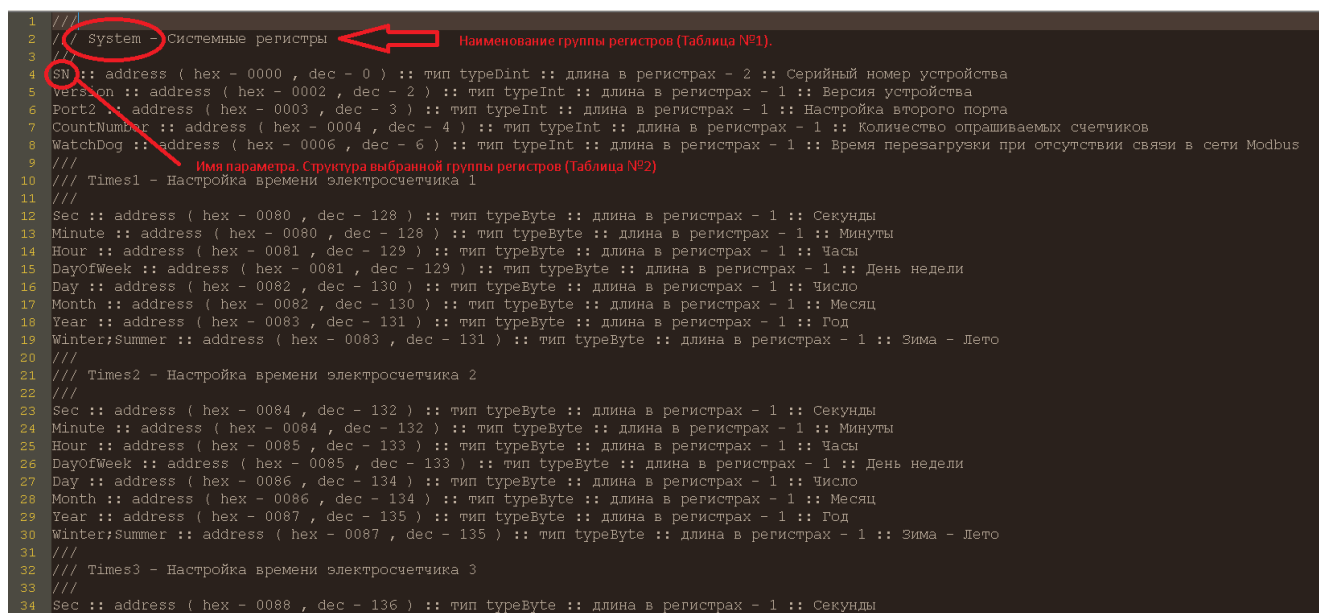 1 ///
2 /// System - Системные регистры Наименование группы регистров (Таблица №1).
3 ///
4 SN :: address ( hex - 0000 , dec - 0 ) :: тип typeDint :: длина в регистрах - 2 :: Серийный номер устройства
5 Version :: address ( hex - 0002 , dec - 2 ) :: тип typeInt :: длина в регистрах - 1 :: Версия устройства
6 Port2 :: address ( hex - 0003 , dec - 3 ) :: тип typeInt :: длина в регистрах - 1 :: Настройка второго порта
7 CountNumber :: address ( hex - 0004 , dec - 4 ) :: тип typeInt :: длина в регистрах - 1 :: Количество опрашиваемых счетчиков
8 WatchDog :: address ( hex - 0006 , dec - 6 ) :: тип typeInt :: длина в регистрах - 1 :: Время перезагрузки при отсутствии связи в сети Modbus
9 /// Имя параметра. Структура выбранной группы регистров (Таблица №2)
10 /// Times1 - Настройка времени электросчетчика 1
11 ///
12 Sec :: address ( hex - 0080 , dec - 128 ) :: тип typeByte :: длина в регистрах - 1 :: Секунды
13 Minute :: address ( hex - 0080 , dec - 128 ) :: тип typeByte :: длина в регистрах - 1 :: Минуты
14 Hour :: address ( hex - 0081 , dec - 129 ) :: тип typeByte :: длина в регистрах - 1 :: Часы
15 DayOfWeek :: address ( hex - 0081 , dec - 129 ) :: тип typeByte :: длина в регистрах - 1 :: День недели
16 Day :: address ( hex - 0082 , dec - 130 ) :: тип typeByte :: длина в регистрах - 1 :: Число
17 Month :: address ( hex - 0082 , dec - 130 ) :: тип typeByte :: длина в регистрах - 1 :: Месяц
18 Year :: address ( hex - 0083 , dec - 131 ) :: тип typeByte :: длина в регистрах - 1 :: Год
19 Winter;Summer :: address ( hex - 0083 , dec - 131 ) :: тип typeByte :: длина в регистрах - 1 :: Зима - Лето
20 ///
21 /// Times2 - Настройка времени электросчетчика 2
22 ///
23 Sec :: address ( hex - 0084 , dec - 132 ) :: тип typeByte :: длина в регистрах - 1 :: Секунды
24 Minute :: address ( hex - 0084 , dec - 132 ) :: тип typeByte :: длина в регистрах - 1 :: Минуты
25 Hour :: address ( hex - 0085 , dec - 133 ) :: тип typeByte :: длина в регистрах - 1 :: Часы
26 DayOfWeek :: address ( hex - 0085 , dec - 133 ) :: тип typeByte :: длина в регистрах - 1 :: День недели
27 Day :: address ( hex - 0086 , dec - 134 ) :: тип typeByte :: длина в регистрах - 1 :: Число
28 Month :: address ( hex - 0086 , dec - 134 ) :: тип typeByte :: длина в регистрах - 1 :: Месяц
29 Year :: address ( hex - 0087 , dec - 135 ) :: тип typeByte :: длина в регистрах - 1 :: Год
30 Winter;Summer :: address ( hex - 0087 , dec - 135 ) :: тип typeByte :: длина в регистрах - 1 :: Зима - Лето
31 ///
32 /// Times3 - Настройка времени электросчетчика 3
33 ///
34 Sec :: address ( hex - 0088 , dec - 136 ) :: тип typeByte :: длина в регистрах - 1 :: Секунды